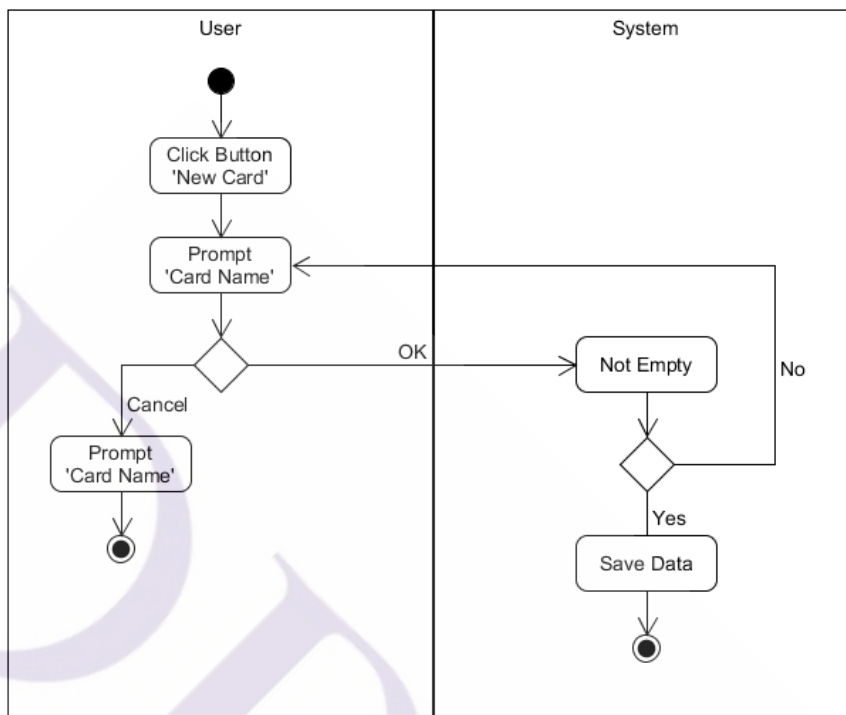 User
System
Click Button
'New Card'
Prompt
'Card Name'
OK
Not Empty
No
Cancel
Prompt
'Card Name'
Yes
Save Data